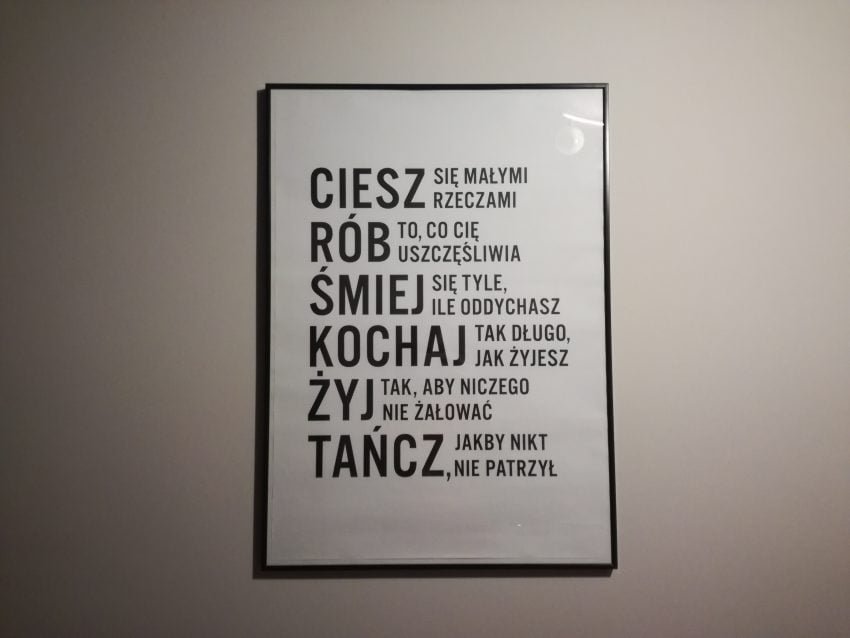 CIESZ SIĘ MAŁYMI
RZECZAMI
RÓB TO, CO CIĘ
USZCZĘŚLIWIA
ŚMIEJ SIĘ TYLE,
ILE ODDYCHASZ
KOCHAJ TAK DŁUGO,
JAK ŻYJESZ
ŻYJ TAK, ABY NICZEGO
NIE ŻAŁOWAĆ
TAŃCZ, JAKBY NIKT
NIE PATRZYŁ